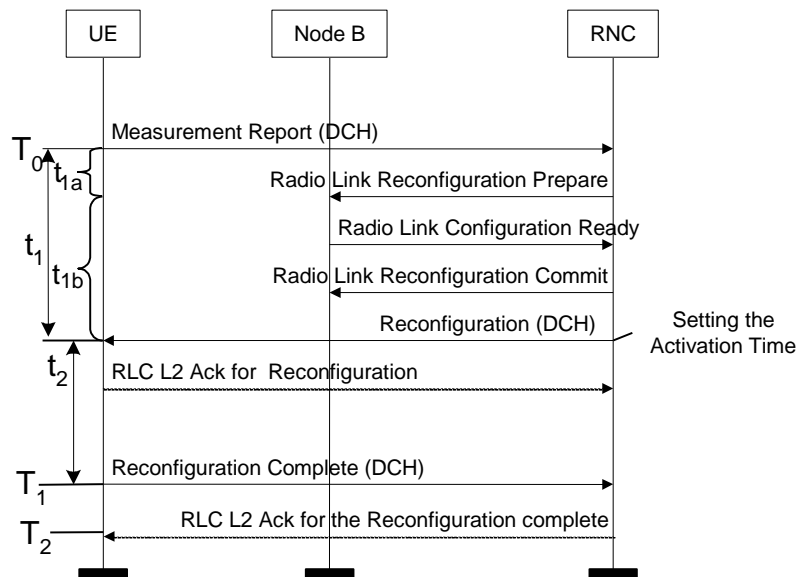 UE
Node B
RNC
Measurement Report (DCH)
T0
t1a
Radio Link Reconfiguration Prepare
Radio Link Configuration Ready
t1
t1b
Radio Link Reconfiguration Commit
Reconfiguration (DCH)
Setting the
Activation Time
t2
RLC L2 Ack for Reconfiguration
Reconfiguration Complete (DCH)
T1
RLC L2 Ack for the Reconfiguration complete
T2